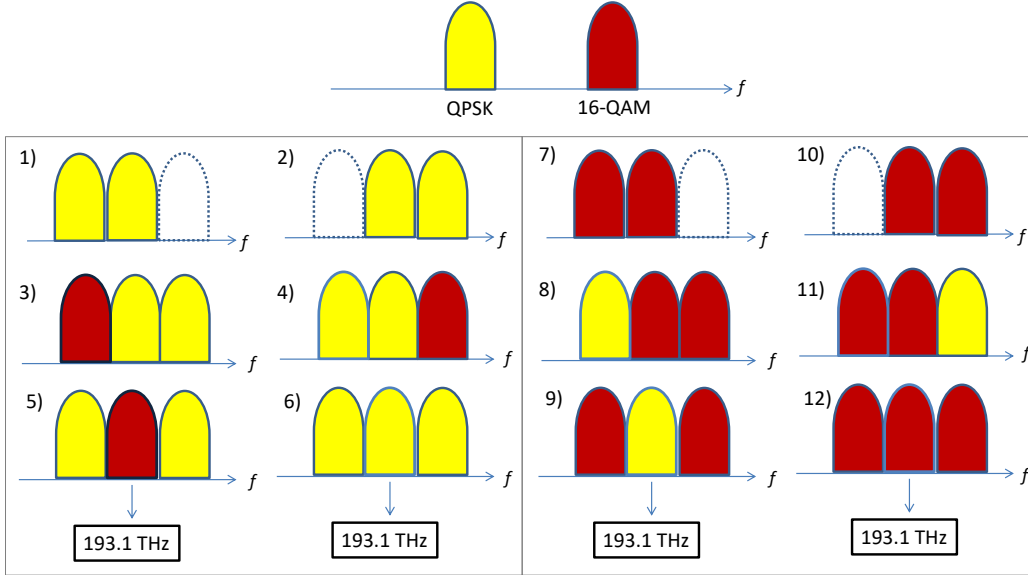 f
QPSK 16-QAM
1) 2) 7) 10)
f f f f
3) 4) 8) 11)
f f f f
5) 6) 9) 12)
f f f f
193.1 THz 193.1 THz 193.1 THz 193.1 THz